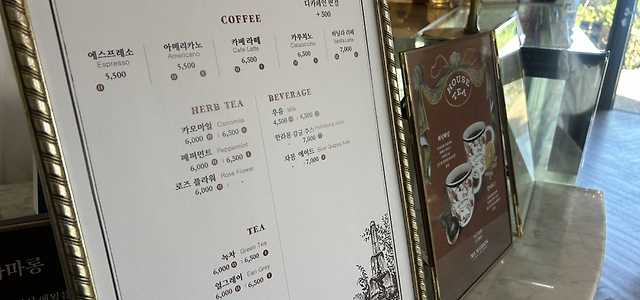 디카페인 변경
+ 500
COFFEE
에스프레소 아메리카노 카페 라떼 카푸치노 바닐라 라떼
Espresso Americano Cafe Latte Cappuccino Vanilla Latte
5,500 5,500 6,500 6,500 7,000
HERB TEA
카모마일 Camomile
6,000 H : 6,500 I
페퍼민트 Peppermint
6,000 H : 6,500 I
로즈 플라워 Rose Flower
6,000 H : -
BEVERAGE
우유 Milk
4,500 H : 4,500 I
한라봉 감귤 주스
- 7,000 I
자몽 에이드
- 7,000 I
TEA
녹차 Green Tea
6,000 H : 6,500 I
얼그레이 Earl Grey
6,000 H : 6,500 I
HOUSE
TEA
마롱